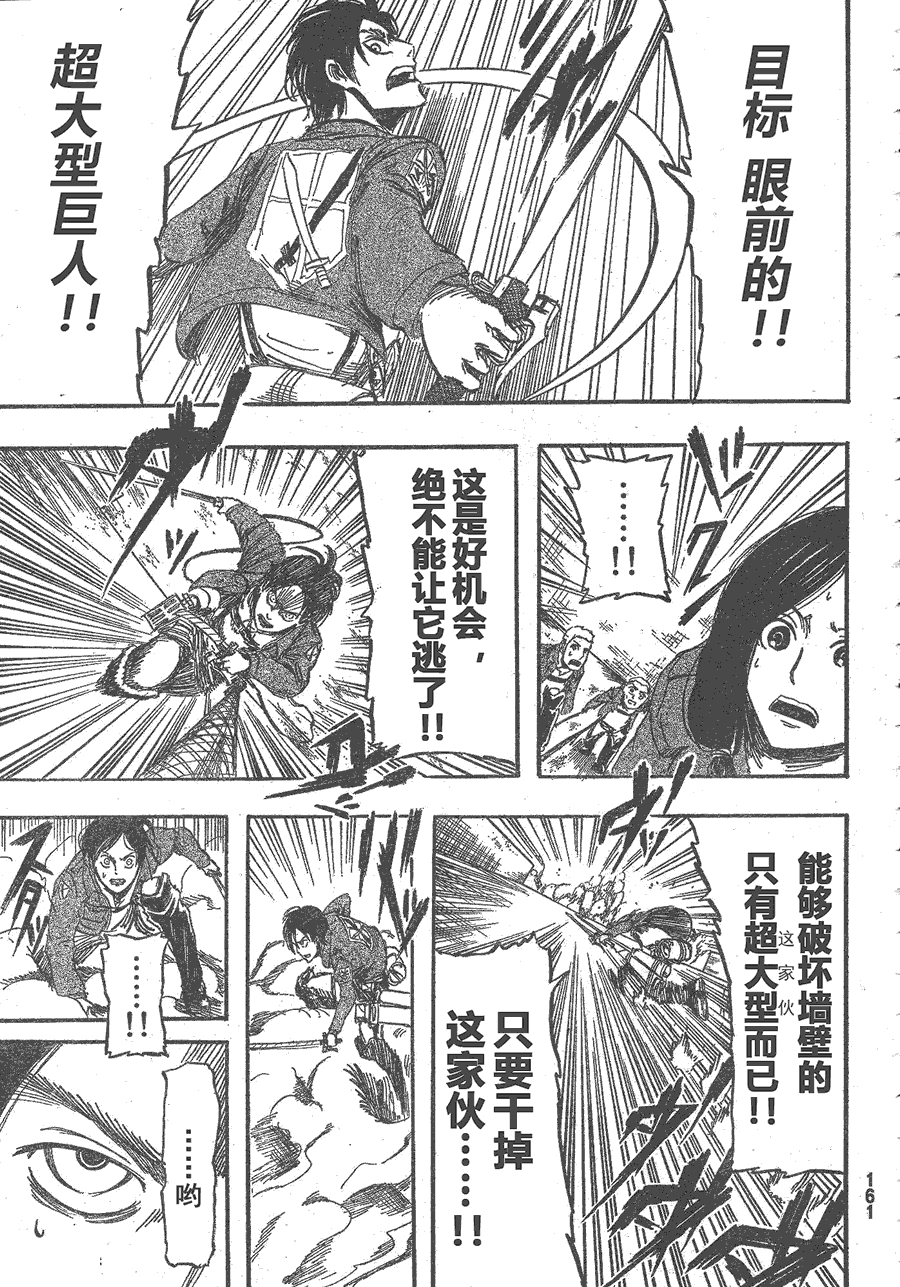 目标 眼前的!!
超大型巨人!!
……!!
这是好机会，
绝不能让它逃了!!
能够破坏墙壁的
只有超大型而已!!
这家伙
只要干掉
这家伙……!!
……!!
……哟
161